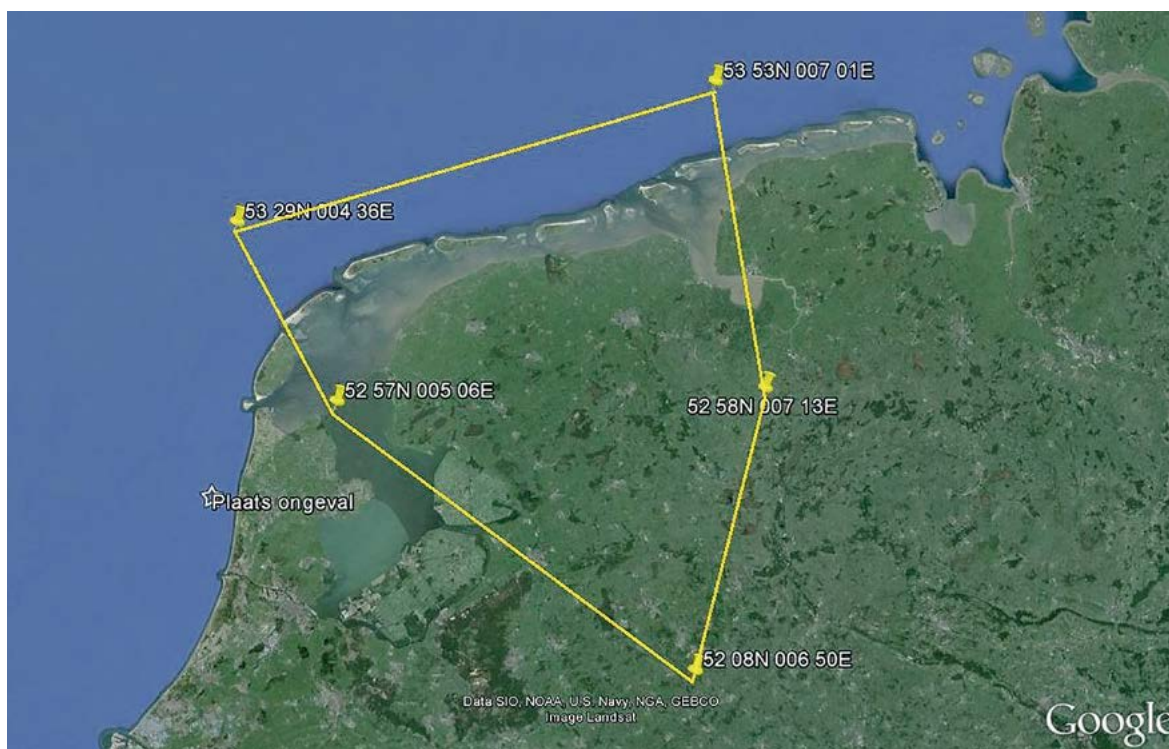 53 53N 007 01E
53 29N 004 36E
52 57N 005 06E
52 58N 007 13E
Plaats ongeval
52 08N 006 50E
Data SIO, NOAA, U.S. Navy, NGA, GEBCO
Image Landsat
Google